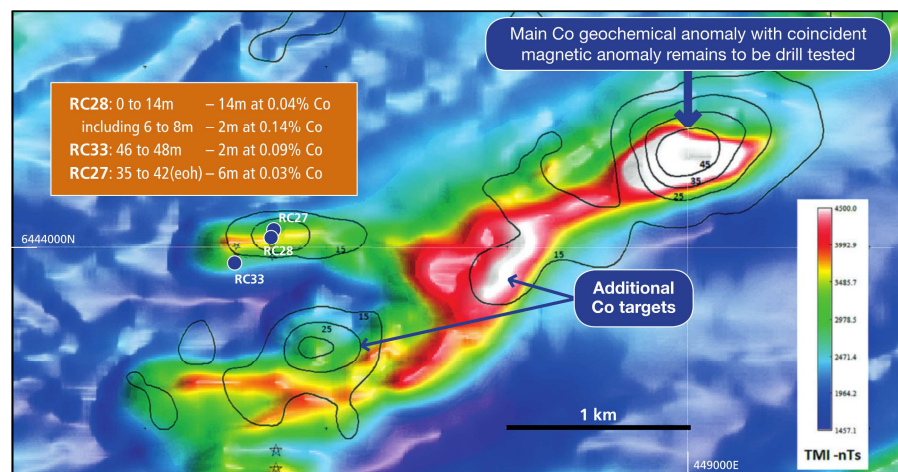 Main Co geochemical anomaly with coincident
magnetic anomaly remains to be drill tested
RC28: 0 to 14m – 14m at 0.04% Co
including 6 to 8m – 2m at 0.14% Co
RC33: 46 to 48m – 2m at 0.09% Co
RC27: 35 to 42(eoh) – 6m at 0.03% Co
45
35
25
15
RC27
RC28
15
6444000N
RC33
15
Additional
Co targets
15
25
1 km
449000E
4500.0
3992.9
3485.7
2978.5
2471.4
1964.2
1457.1
TMI -nTs